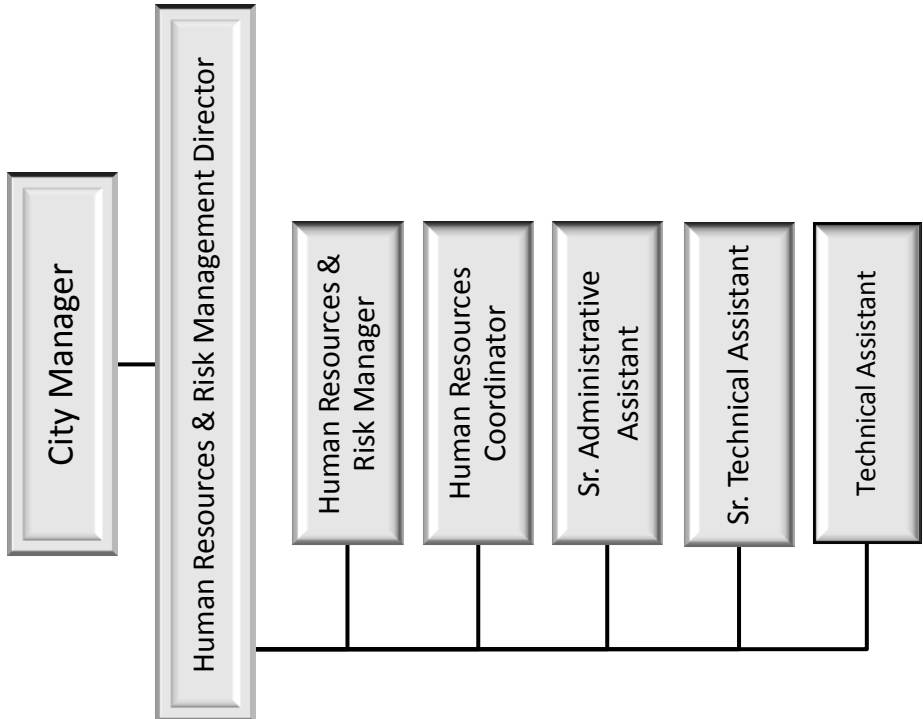 City Manager
Human Resources & Risk Management Director
Human Resources &
Risk Manager
Human Resources
Coordinator
Sr. Administrative
Assistant
Sr. Technical Assistant
Technical Assistant